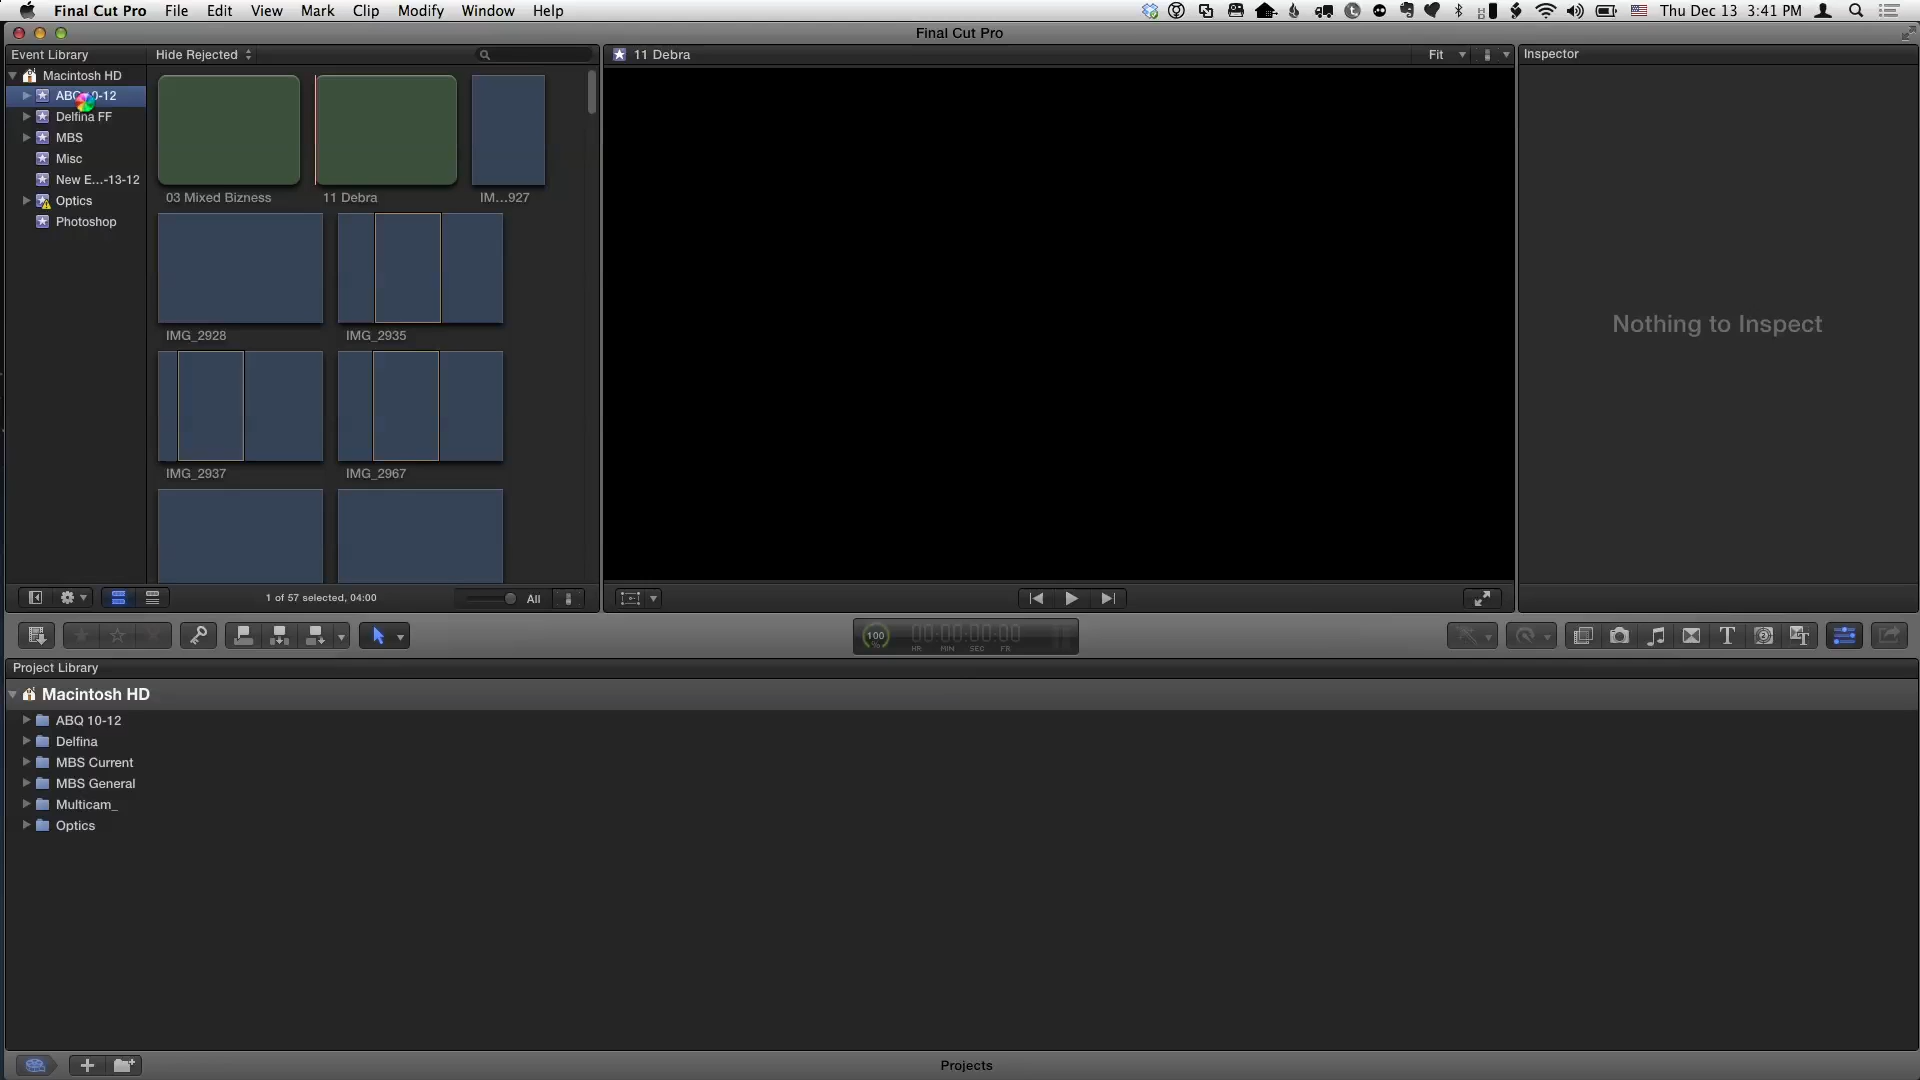 Final Cut Pro File Edit View Mark Clip Modify Window Help Thu Dec 13 3:41 PM
Final Cut Pro
Event Library Hide Rejected 11 Debra Fit Inspector
Macintosh HD
Delfina FF
MBS
Misc
New E...-13-12
Optics
Photoshop
03 Mixed Bizness 11 Debra IM...927
IMG_2928 IMG_2935
Nothing to Inspect
IMG_2937 IMG_2967
1 of 57 selected, 04:00 All
100 % 00:00:00:00
HR MIN SEC FR
Project Library
Macintosh HD
ABQ 10-12
Delfina
MBS Current
MBS General
Multicam_
Optics
Projects